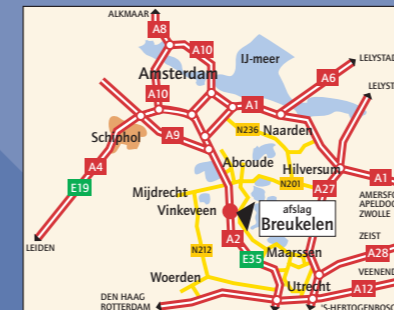 ALKMAAR
A8
A10
IJ-meer
LELYSTAD
Amsterdam
A6
LELYST
A10
A1
N236
Naarden
Schiphol
A9
Abcoude
Hilversum
A4
N201
A1
E19
Mijdrecht
A27
AMERSF
APELDOO
ZWOLLE
Vinkeveen
afslag
Breukelen
LEIDEN
A2
ZEIST
N212
E35
Maarssen
A28
VEENEND
Woerden
Utrecht
A12
DEN HAAG
ROTTERDAM
'S-HERTOGENBOSC